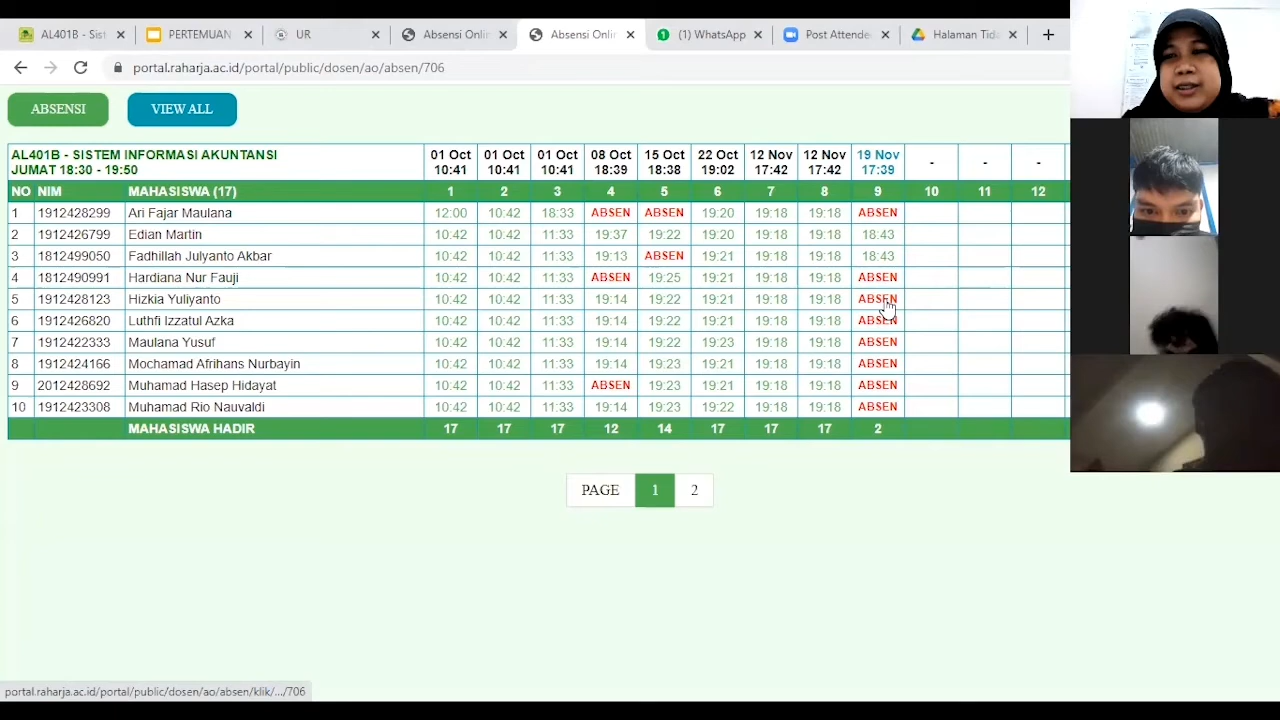 AL401B - Sist
ERTEMUAN
UR
Absensi Onli
(1) WhatsApp
Post Attende
Halaman Tida
portal.raharja.ac.
ABSENSI VIEW ALL
AL401B - SISTEM INFORMASI AKUNTANSI 01 Oct 01 Oct 01 Oct 08 Oct 15 Oct 22 Oct 12 Nov 12 Nov 19 Nov - - -
JUMAT 18:30 - 19:50 10:41 10:41 10:41 18:39 18:38 19:02 17:42 17:42 17:39
NO NIM MAHASISWA (17) 1 2 3 4 5 6 7 8 9 10 11 12
1 1912428299 Ari Fajar Maulana 12:00 10:42 18:33 ABSEN ABSEN 19:20 19:18 19:18 ABSEN
2 1912426799 Edian Martin 10:42 11:33 19:37 19:22 19:20 19:18 19:18 18:43
3 1812499050 Fadhillah Julyanto Akbar 10:42 10:42 11:33 19:13 ABSEN 19:21 19:18 19:18 18:43
4 1812490991 Hardiana Nur Fauji 10:42 10:42 11:33 ABSEN 19:25 19:21 19:18 19:18 ABSEN
5 1912428123 Hizkia Yuliyanto 10:42 10:42 11:33 19:14 19:22 19:21 19:18 19:18 ABSEN
6 1912426820 Luthfi Izzatul Azka 10:42 10:42 11:33 19:14 19:22 19:21 19:18 19:18 ABSEN
7 1912422333 Maulana Yusuf 10:42 10:42 11:33 19:14 19:22 19:23 19:18 19:18 ABSEN
8 1912424166 Mochamad Afrihans Nurbayin 10:42 10:42 11:33 19:14 19:23 19:21 19:18 19:18 ABSEN
9 2012428692 Muhamad Hasep Hidayat 10:42 10:42 11:33 ABSEN 19:23 19:21 19:18 19:18 ABSEN
10 1912423308 Muhamad Rio Nauvaldi 10:42 10:42 11:33 19:14 19:23 19:22 19:18 19:18 ABSEN
MAHASISWA HADIR 17 17 17 12 14 17 17 17 2
PAGE 1 2
portal.raharja.ac.id/portal/public/dosen/ao/absen/klik/.../706